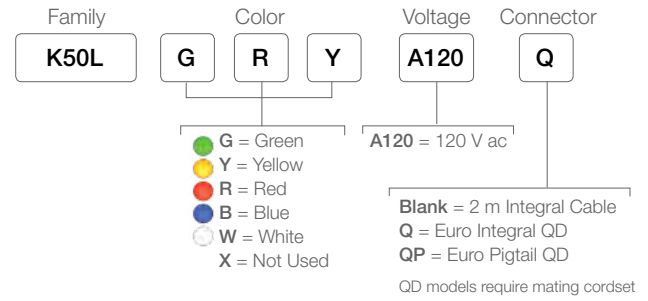 Family Color Voltage Connector
K50L G R Y A120 Q
G = Green
Y = Yellow
R = Red
B = Blue
W = White
X = Not Used
A120 = 120 V ac
Blank = 2 m Integral Cable
Q = Euro Integral QD
QP = Euro Pigtail QD
QD models require mating cordset